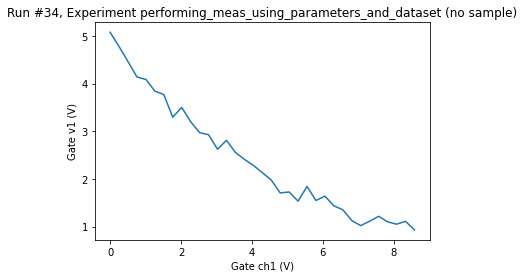 Run #34, Experiment performing_meas_using_parameters_and_dataset (no sample)
5
4
3
2
1
Gate v1 (V)
0 2 4 6 8
Gate ch1 (V)